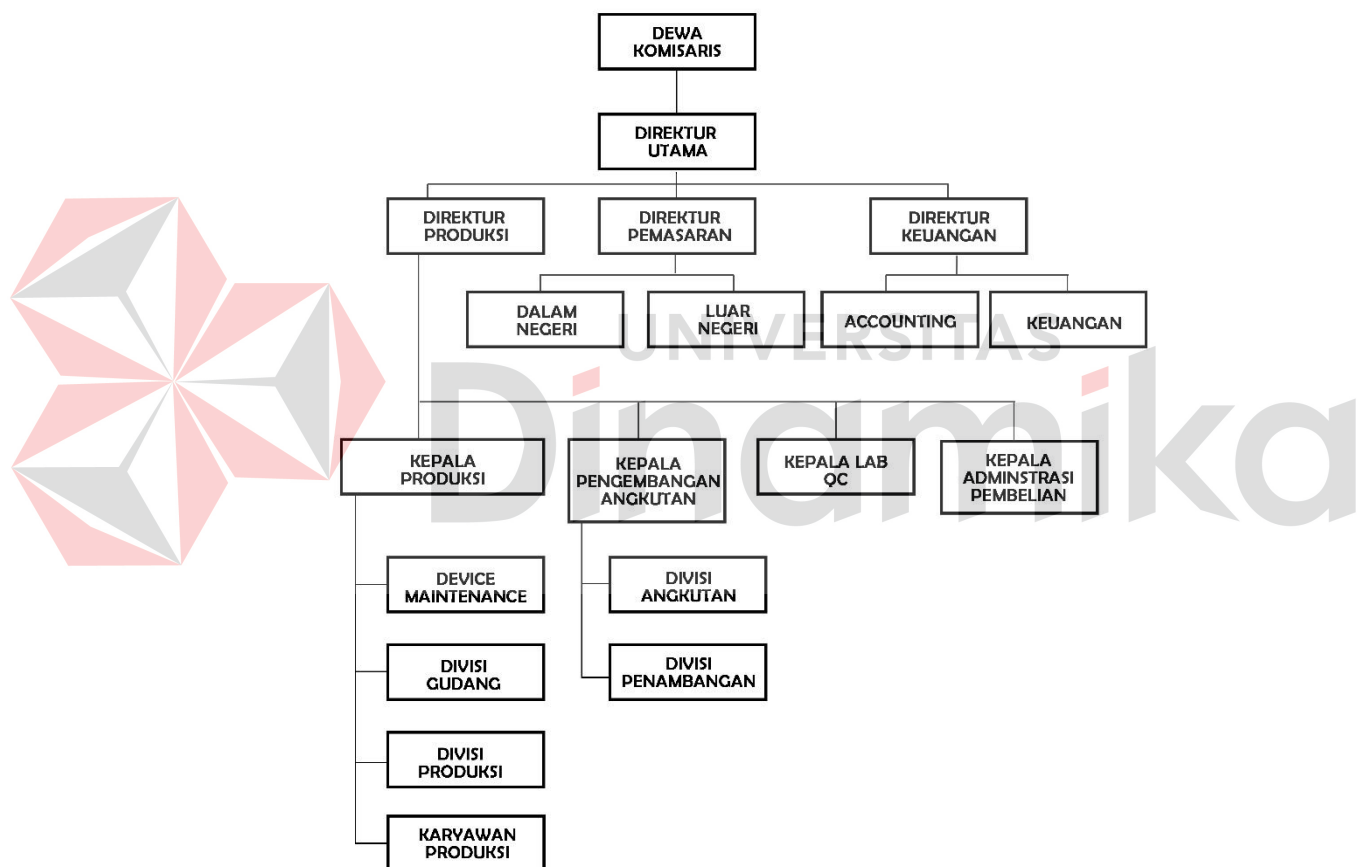 DEWA
KOMISARIS
DIREKTUR
UTAMA
DIREKTUR
PRODUKSI
DIREKTUR
PEMASARAN
DIREKTUR
KEUANGAN
DALAM
NEGERI
LUAR
NEGERI
ACCOUNTING
KEUANGAN
UNIVERSITAS
Dinamika
KEPALA
PRODUKSI
KEPALA
PENGEMBANGAN
ANGKUTAN
KEPALA LAB
QC
KEPALA
ADMINSTRASI
PEMBELIAN
DEVICE
MAINTENANCE
DIVISI
ANGKUTAN
DIVISI
GUDANG
DIVISI
PENAMBANGAN
DIVISI
PRODUKSI
KARYAWAN
PRODUKSI